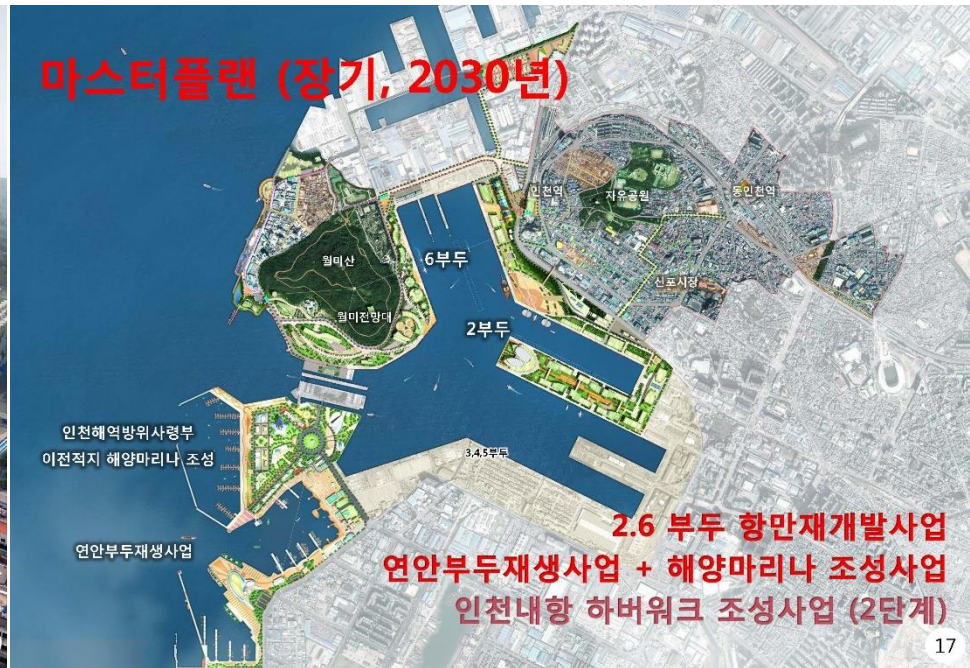 마스터플랜 (장기, 2030년)
인천역
자유공원
동인천역
월미산
6부두
신포시장
월미전망대
2부두
인천해역방위사령부
이전적지 해양마리나 조성
3,4,5부두
연안부두재생사업
2.6 부두 항만재개발사업
연안부두재생사업 + 해양마리나 조성사업
인천내항 하버워크 조성사업 (2단계)
17